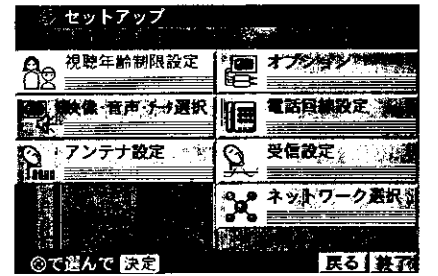 セットアップ
視聴年齢制限設定
オプション
映像・音声・データ選択
電話回線設定
アンテナ設定
受信設定
ネットワーク選択
で選んで 決定
戻る 終了